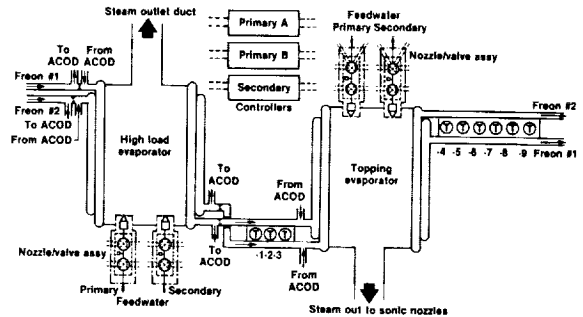 Steam outlet duct
Primary A
Primary B
Secondary
Controllers
Feedwater
Primary Secondary
Nozzle/valve assy
To ACOD
From ACOD
Freon #1
Freon #2
To ACOD
From ACOD
High load evaporator
To ACOD
From ACOD
Topping evaporator
Freon #2
T T T T T T
-4 -5 -6 -7 -8 -9
Freon #1
T T T
-1-2-3
To ACOD
From ACOD
Nozzle/valve assy
Primary Secondary
Feedwater
Steam out to sonic nozzles